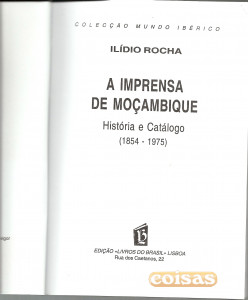 COLECÇÃO MUNDO IBÉRICO
ILÍDIO ROCHA
A IMPRENSA
DE MOÇAMBIQUE
História e Catálogo
(1854 - 1975)
EDIÇÃO «LIVROS DO BRASIL» LISBOA
Rua dos Caetanos, 22
coisas